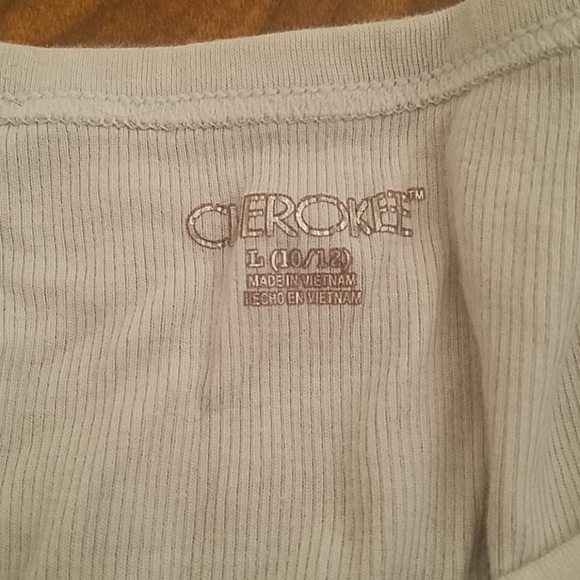 CHEROKEE™
L (10/12)
MADE IN VIETNAM
HECHO EN VIETNAM